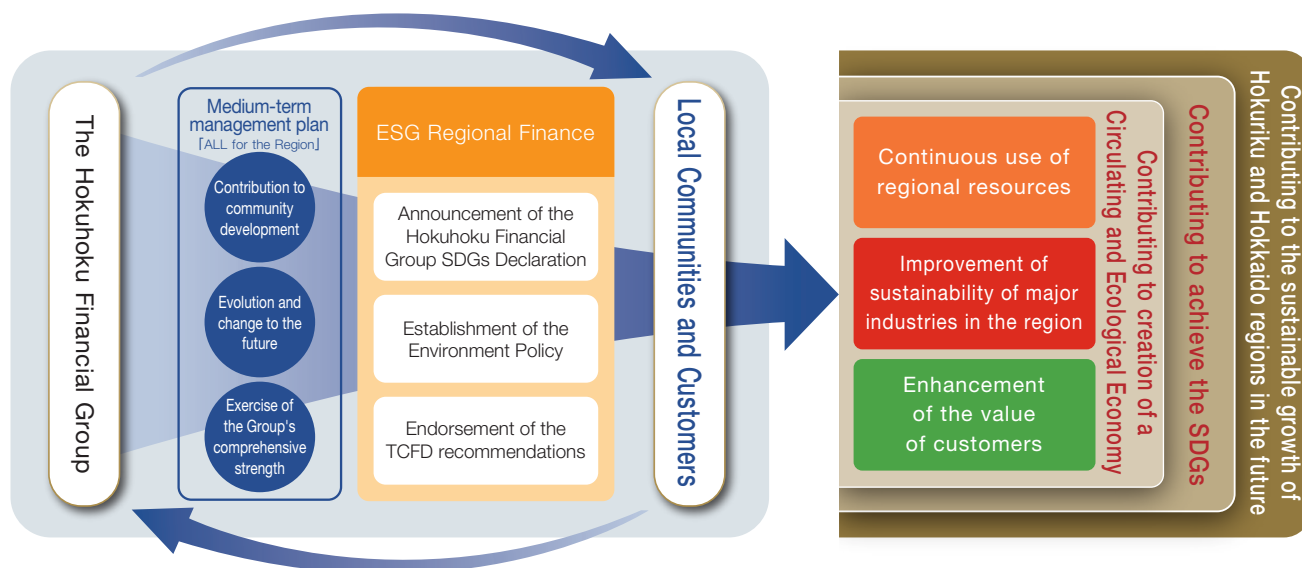 The Hokuhoku Financial Group
Medium-term
management plan
｢ALL for the Region｣
Contribution to
community
development
Evolution and
change to the
future
Exercise of
the Group's
comprehensive
strength
ESG Regional Finance
Announcement of the
Hokuhoku Financial
Group SDGs Declaration
Establishment of the
Environment Policy
Endorsement of the
TCFD recommendations
Local Communities and Customers
Continuous use of
regional resources
Improvement of
sustainability of major
industries in the region
Enhancement
of the value
of customers
Contributing to creation of a
Circulating and Ecological Economy
Contributing to achieve the SDGs
Contributing to the sustainable growth of
Hokuriku and Hokkaido regions in the future